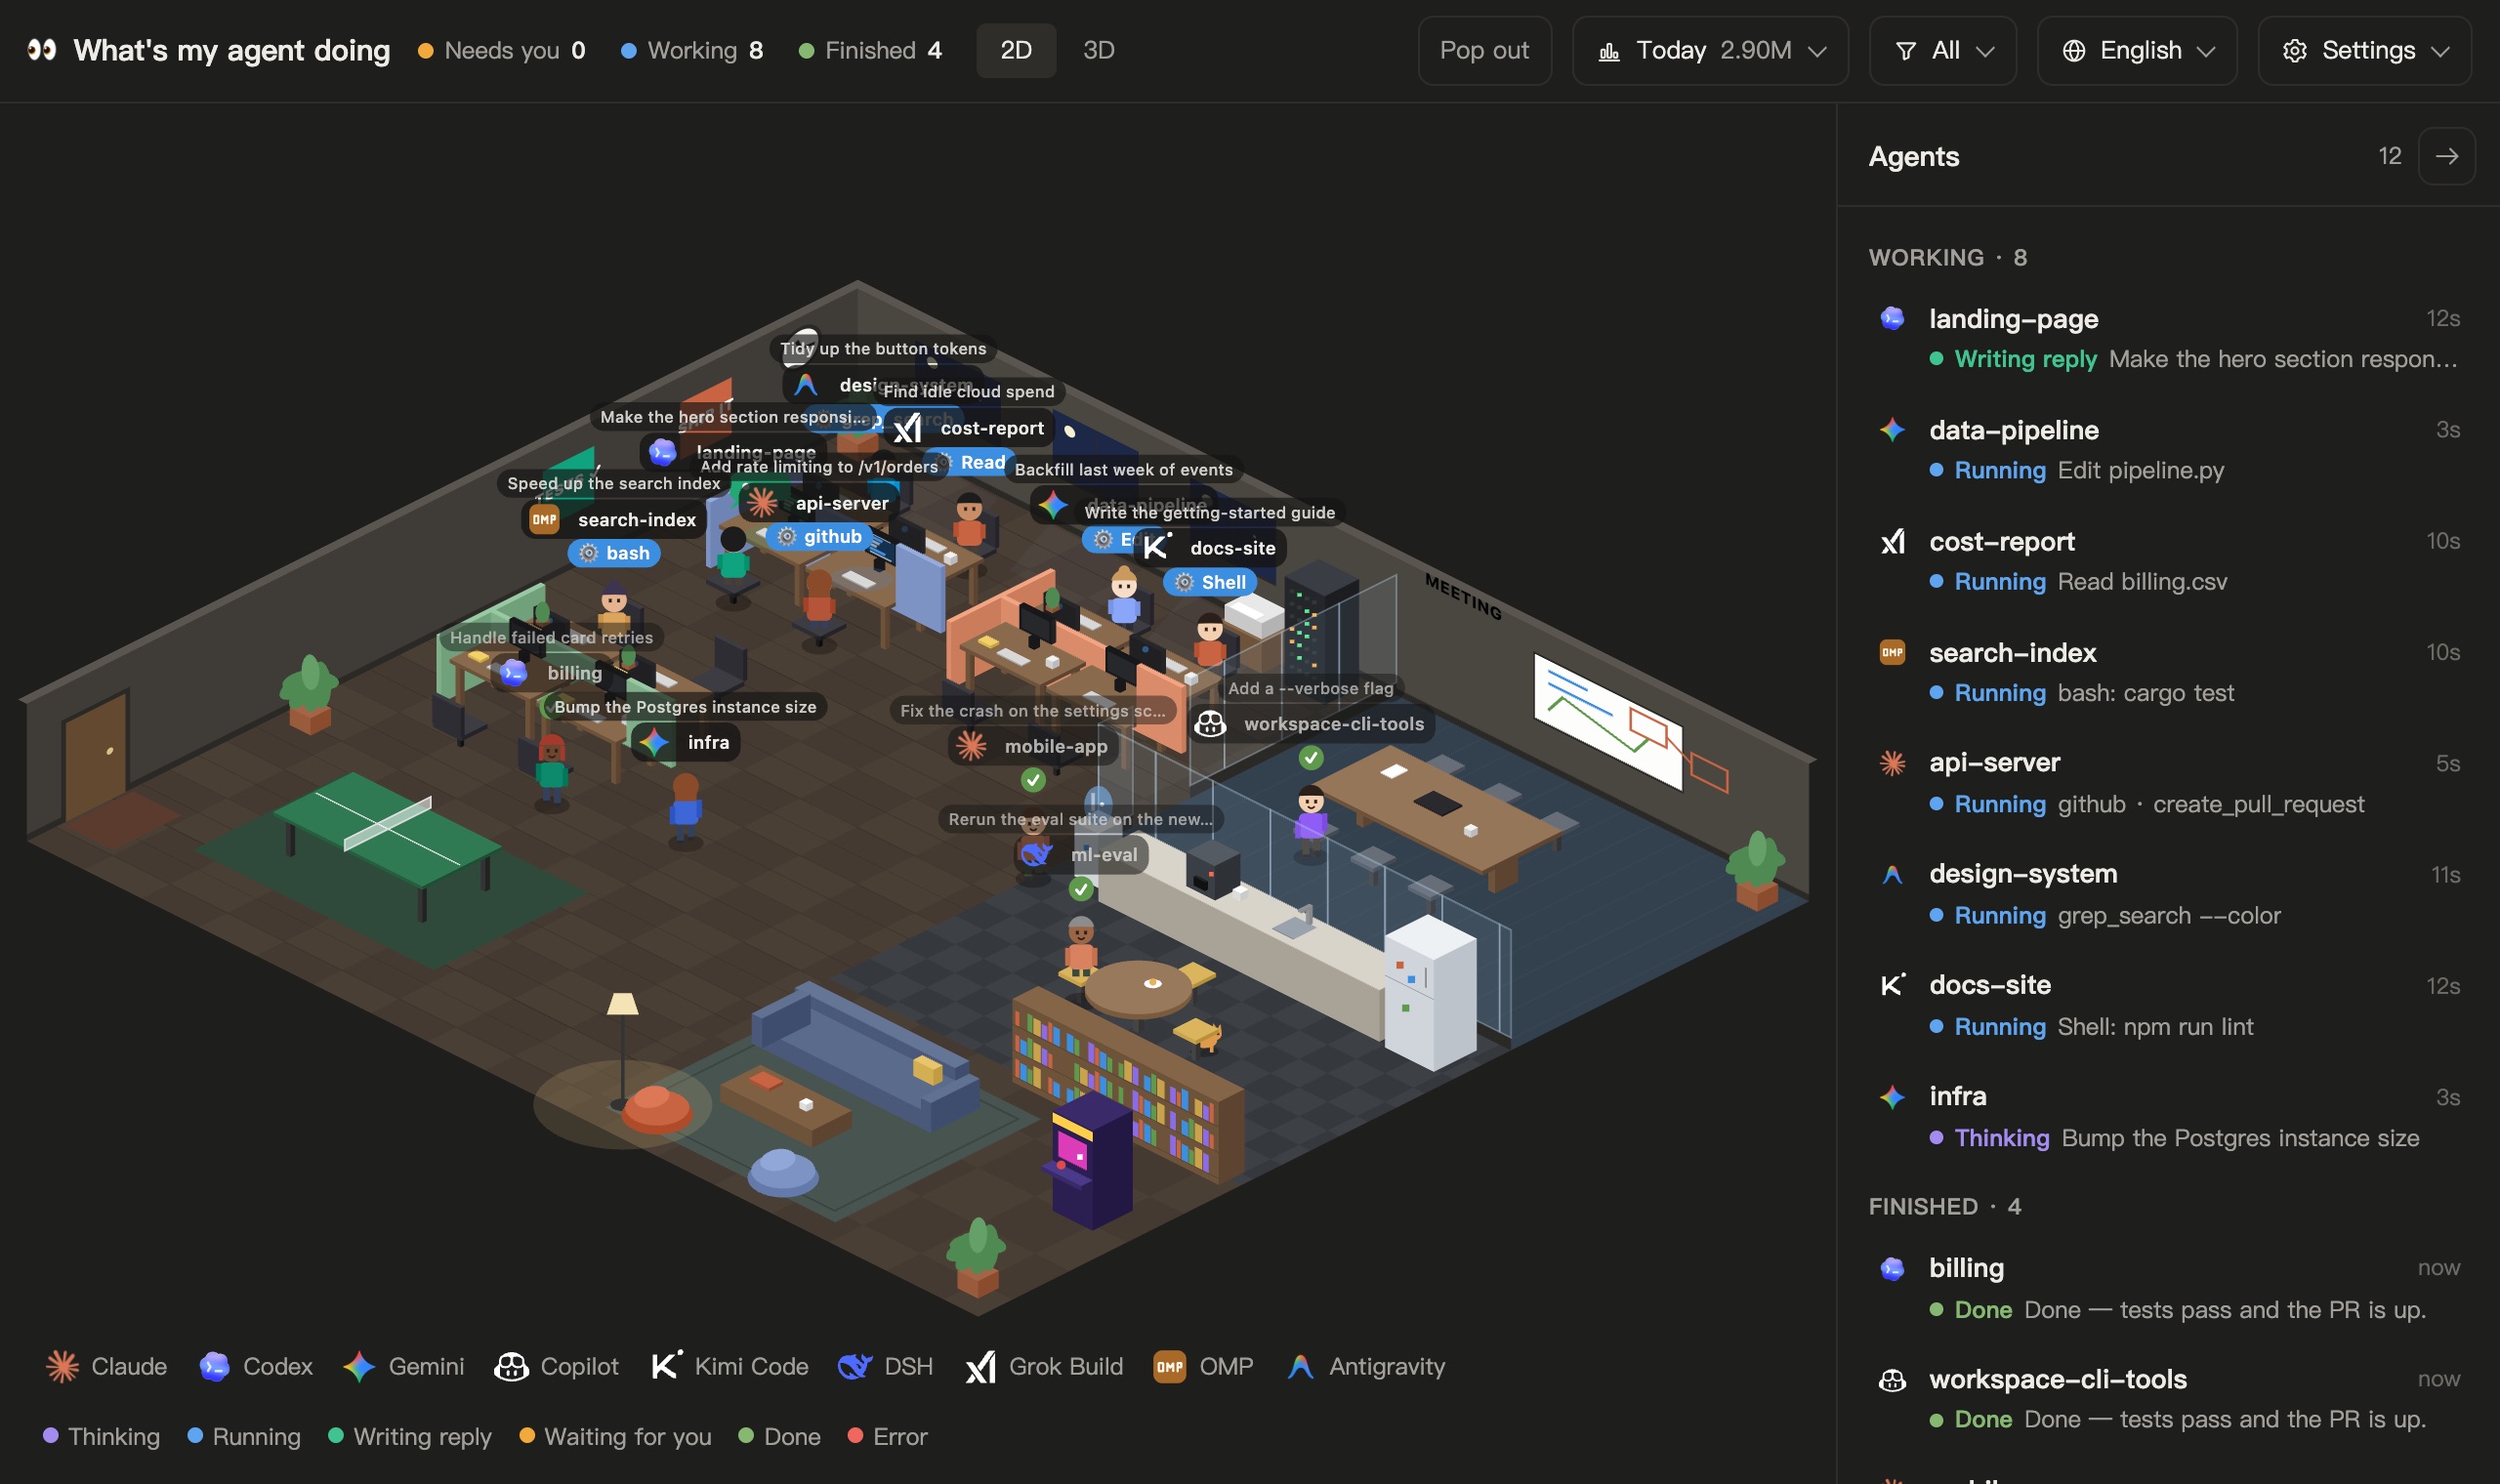 👀 What's my agent doing
Needs you 0
Working 8
Finished 4
2D
3D
Pop out
Today 2.90M
All
English
Settings
Tidy up the button tokens
design-system
Find idle cloud spend
Make the hero section responsi...
grep_search
cost-report
landing-page
Read
Add rate limiting to /v1/orders
Backfill last week of events
Speed up the search index
api-server
data-pipeline
Write the getting-started guide
OMP search-index
github
docs-site
bash
Shell
MEETING
Handle failed card retries
billing
Add a --verbose flag
Bump the Postgres instance size
Fix the crash on the settings sc...
workspace-cli-tools
infra
mobile-app
Rerun the eval suite on the new...
ml-eval
Claude
Codex
Gemini
Copilot
Kimi Code
DSH
Grok Build
OMP OMP
Antigravity
Thinking
Running
Writing reply
Waiting for you
Done
Error
Agents 12
WORKING · 8
landing-page 12s
Writing reply Make the hero section respon...
data-pipeline 3s
Running Edit pipeline.py
cost-report 10s
Running Read billing.csv
OMP search-index 10s
Running bash: cargo test
api-server 5s
Running github · create_pull_request
design-system 11s
Running grep_search --color
docs-site 12s
Running Shell: npm run lint
infra 3s
Thinking Bump the Postgres instance size
FINISHED · 4
billing now
Done Done — tests pass and the PR is up.
workspace-cli-tools now
Done Done — tests pass and the PR is up.